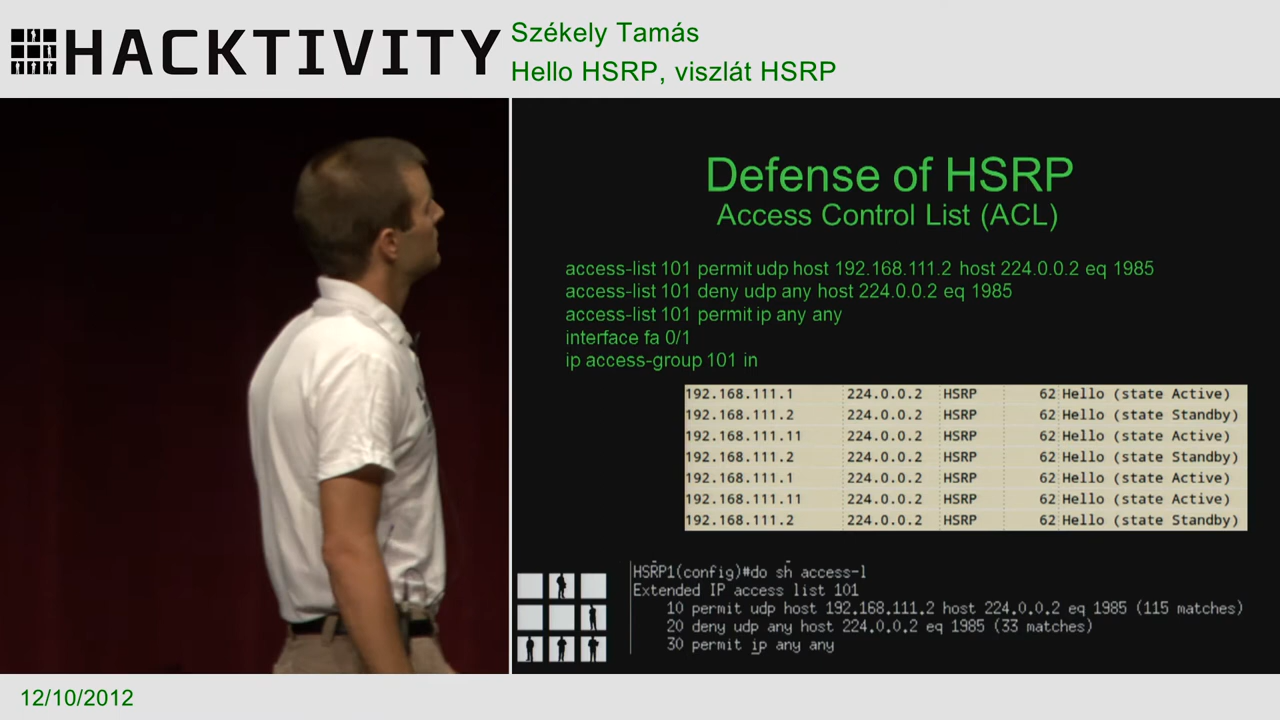 HACKTIVITY
Székely Tamás
Hello HSRP, viszlát HSRP
Defense of HSRP
Access Control List (ACL)
access-list 101 permit udp host 192.168.111.2 host 224.0.0.2 eq 1985
access-list 101 deny udp any host 224.0.0.2 eq 1985
access-list 101 permit ip any any
interface fa 0/1
ip access-group 101 in
192.168.111.1 224.0.0.2 HSRP 62 Hello (state Active)
192.168.111.2 224.0.0.2 HSRP 62 Hello (state Standby)
192.168.111.11 224.0.0.2 HSRP 62 Hello (state Active)
192.168.111.2 224.0.0.2 HSRP 62 Hello (state Standby)
192.168.111.1 224.0.0.2 HSRP 62 Hello (state Active)
192.168.111.11 224.0.0.2 HSRP 62 Hello (state Active)
192.168.111.2 224.0.0.2 HSRP 62 Hello (state Standby)
HSRP1(config)#do sh access-l
Extended IP access list 101
10 permit udp host 192.168.111.2 host 224.0.0.2 eq 1985 (115 matches)
20 deny udp any host 224.0.0.2 eq 1985 (33 matches)
30 permit ip any any
12/10/2012